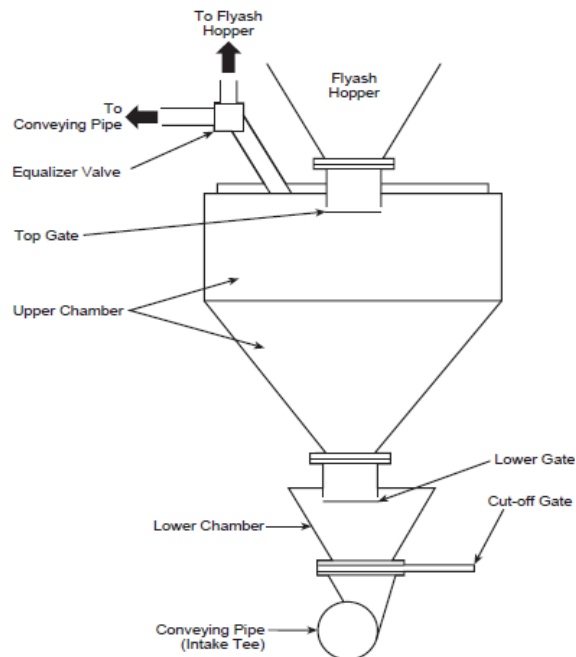 To Flyash
Hopper
Flyash
Hopper
To
Conveying Pipe
Equalizer Valve
Top Gate
Upper Chamber
Lower Gate
Cut-off Gate
Lower Chamber
Conveying Pipe
(Intake Tee)